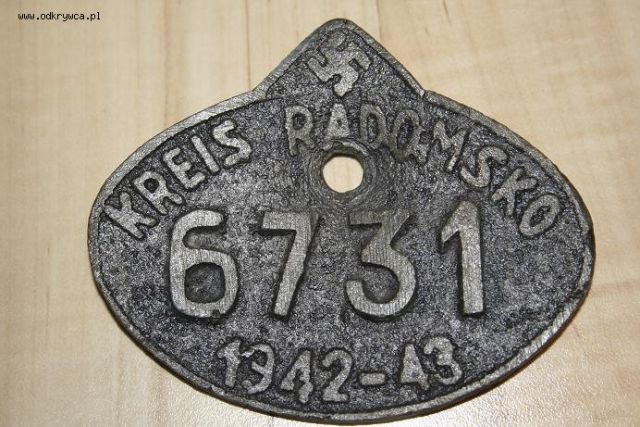 www.odkrywca.pl
KREIS RADOMSKO
6731
1942-43